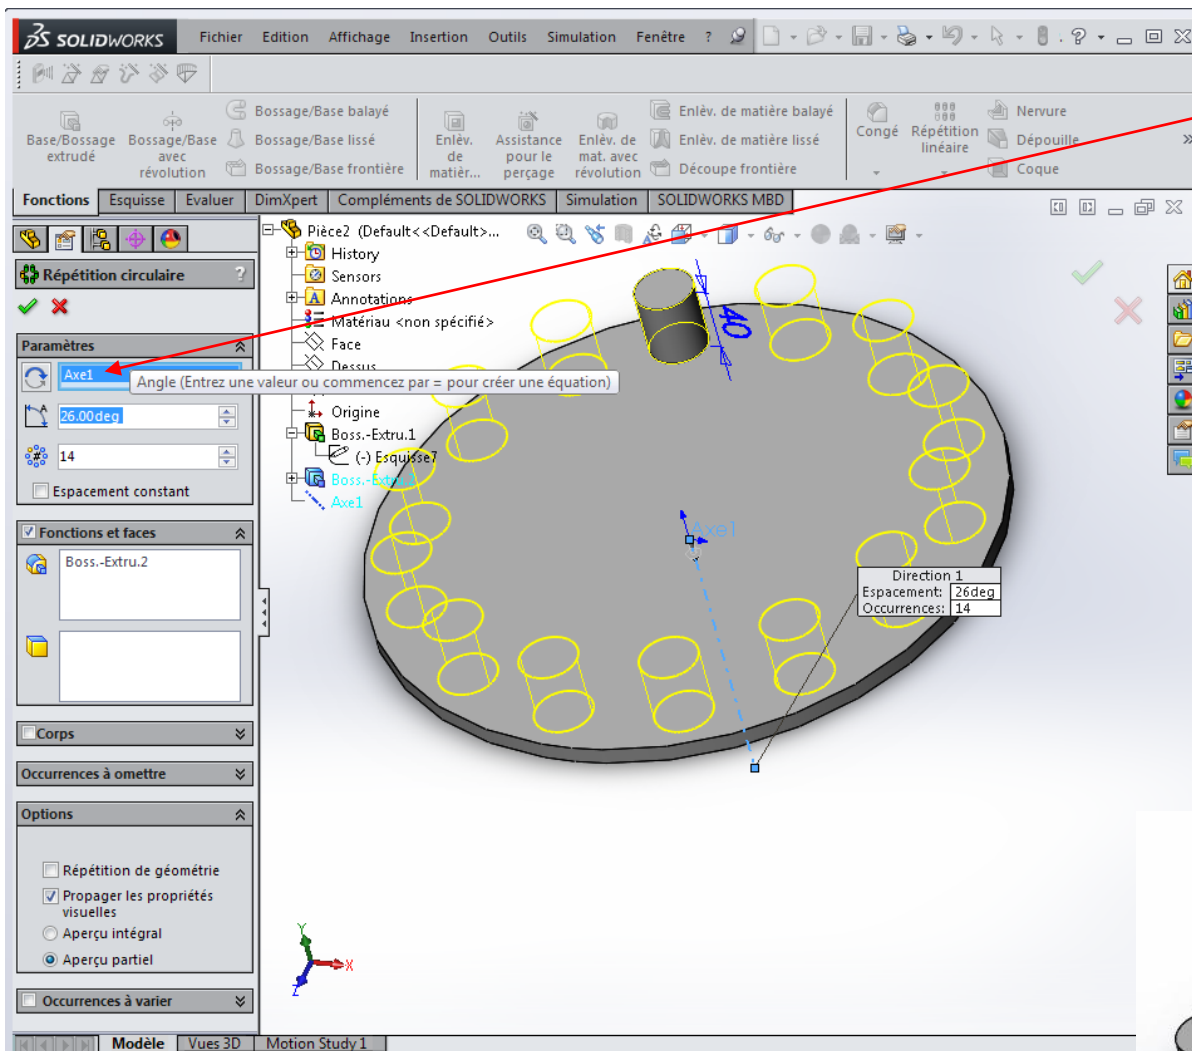 SOLIDWORKS
Fichier Edition Affichage Insertion Outils Simulation Fenêtre ?
Base/Bossage extrudé
Bossage/Base avec révolution
Bossage/Base balayé
Bossage/Base lissé
Bossage/Base frontière
Enlèv. de matièr...
Assistance pour le perçage
Enlèv. de mat. avec révolution
Enlèv. de matière balayé
Enlèv. de matière lissé
Découpe frontière
Congé
Répétition linéaire
Nervure
Dépouille
Coque
Fonctions Esquisse Evaluer DimXpert Compléments de SOLIDWORKS Simulation SOLIDWORKS MBD
Répétition circulaire ?
Paramètres
Axe1
26.00deg
14
Espacement constant
Fonctions et faces
Boss.-Extru.2
Corps
Occurrences à omettre
Options
Répétition de géométrie
Propager les propriétés
visuelles
Aperçu intégral
Aperçu partiel
Occurrences à varier
Pièce2 (Default<<Default>...
History
Sensors
Annotations
Matériau <non spécifié>
Face
Dessus
Angle (Entrez une valeur ou commencez par = pour créer une équation)
Origine
Boss.-Extru.1
(-) Esquisse7
Boss.-Extru.2
Axe1
40
Axe1
Direction 1
Espacement: 26deg
Occurrences: 14
Y
X
Z
Modèle Vues 3D Motion Study 1